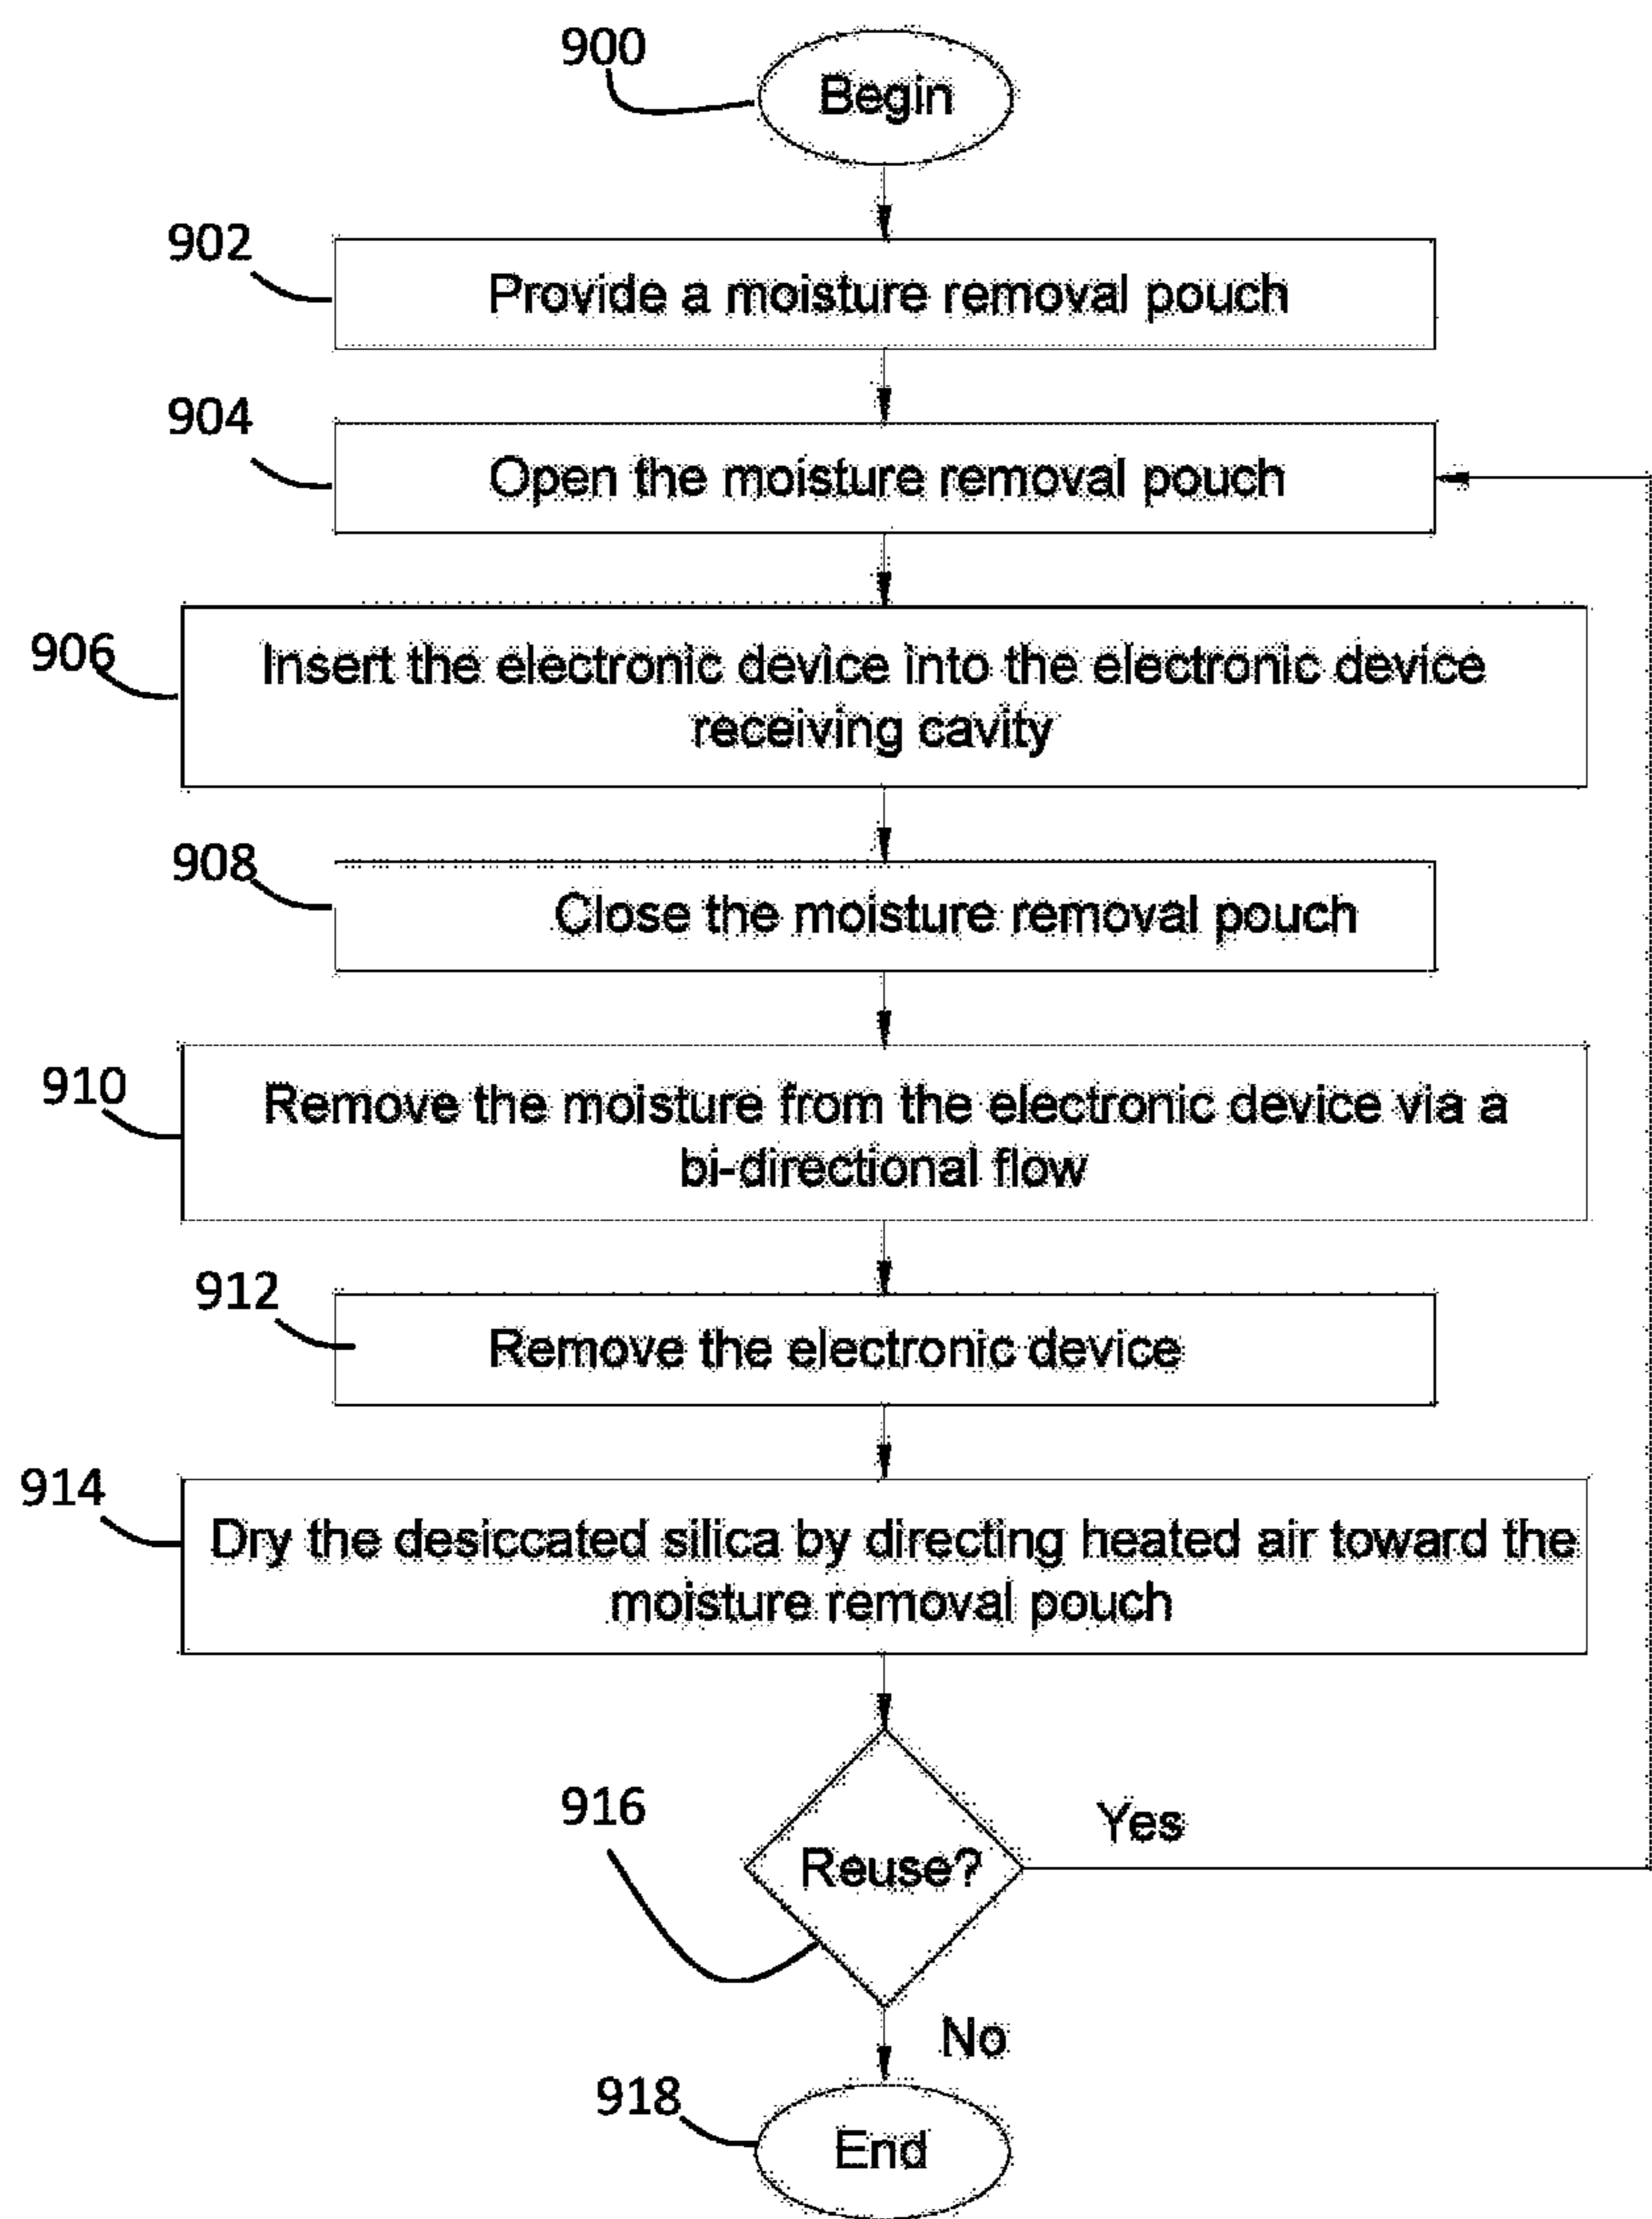 900
Begin
902
Provide a moisture removal pouch
904
Open the moisture removal pouch
906
Insert the electronic device into the electronic device
receiving cavity
908
Close the moisture removal pouch
910
Remove the moisture from the electronic device via a
bi-directional flow
912
Remove the electronic device
914
Dry the desiccated silica by directing heated air toward the
moisture removal pouch
916
Reuse?
Yes
No
918
End